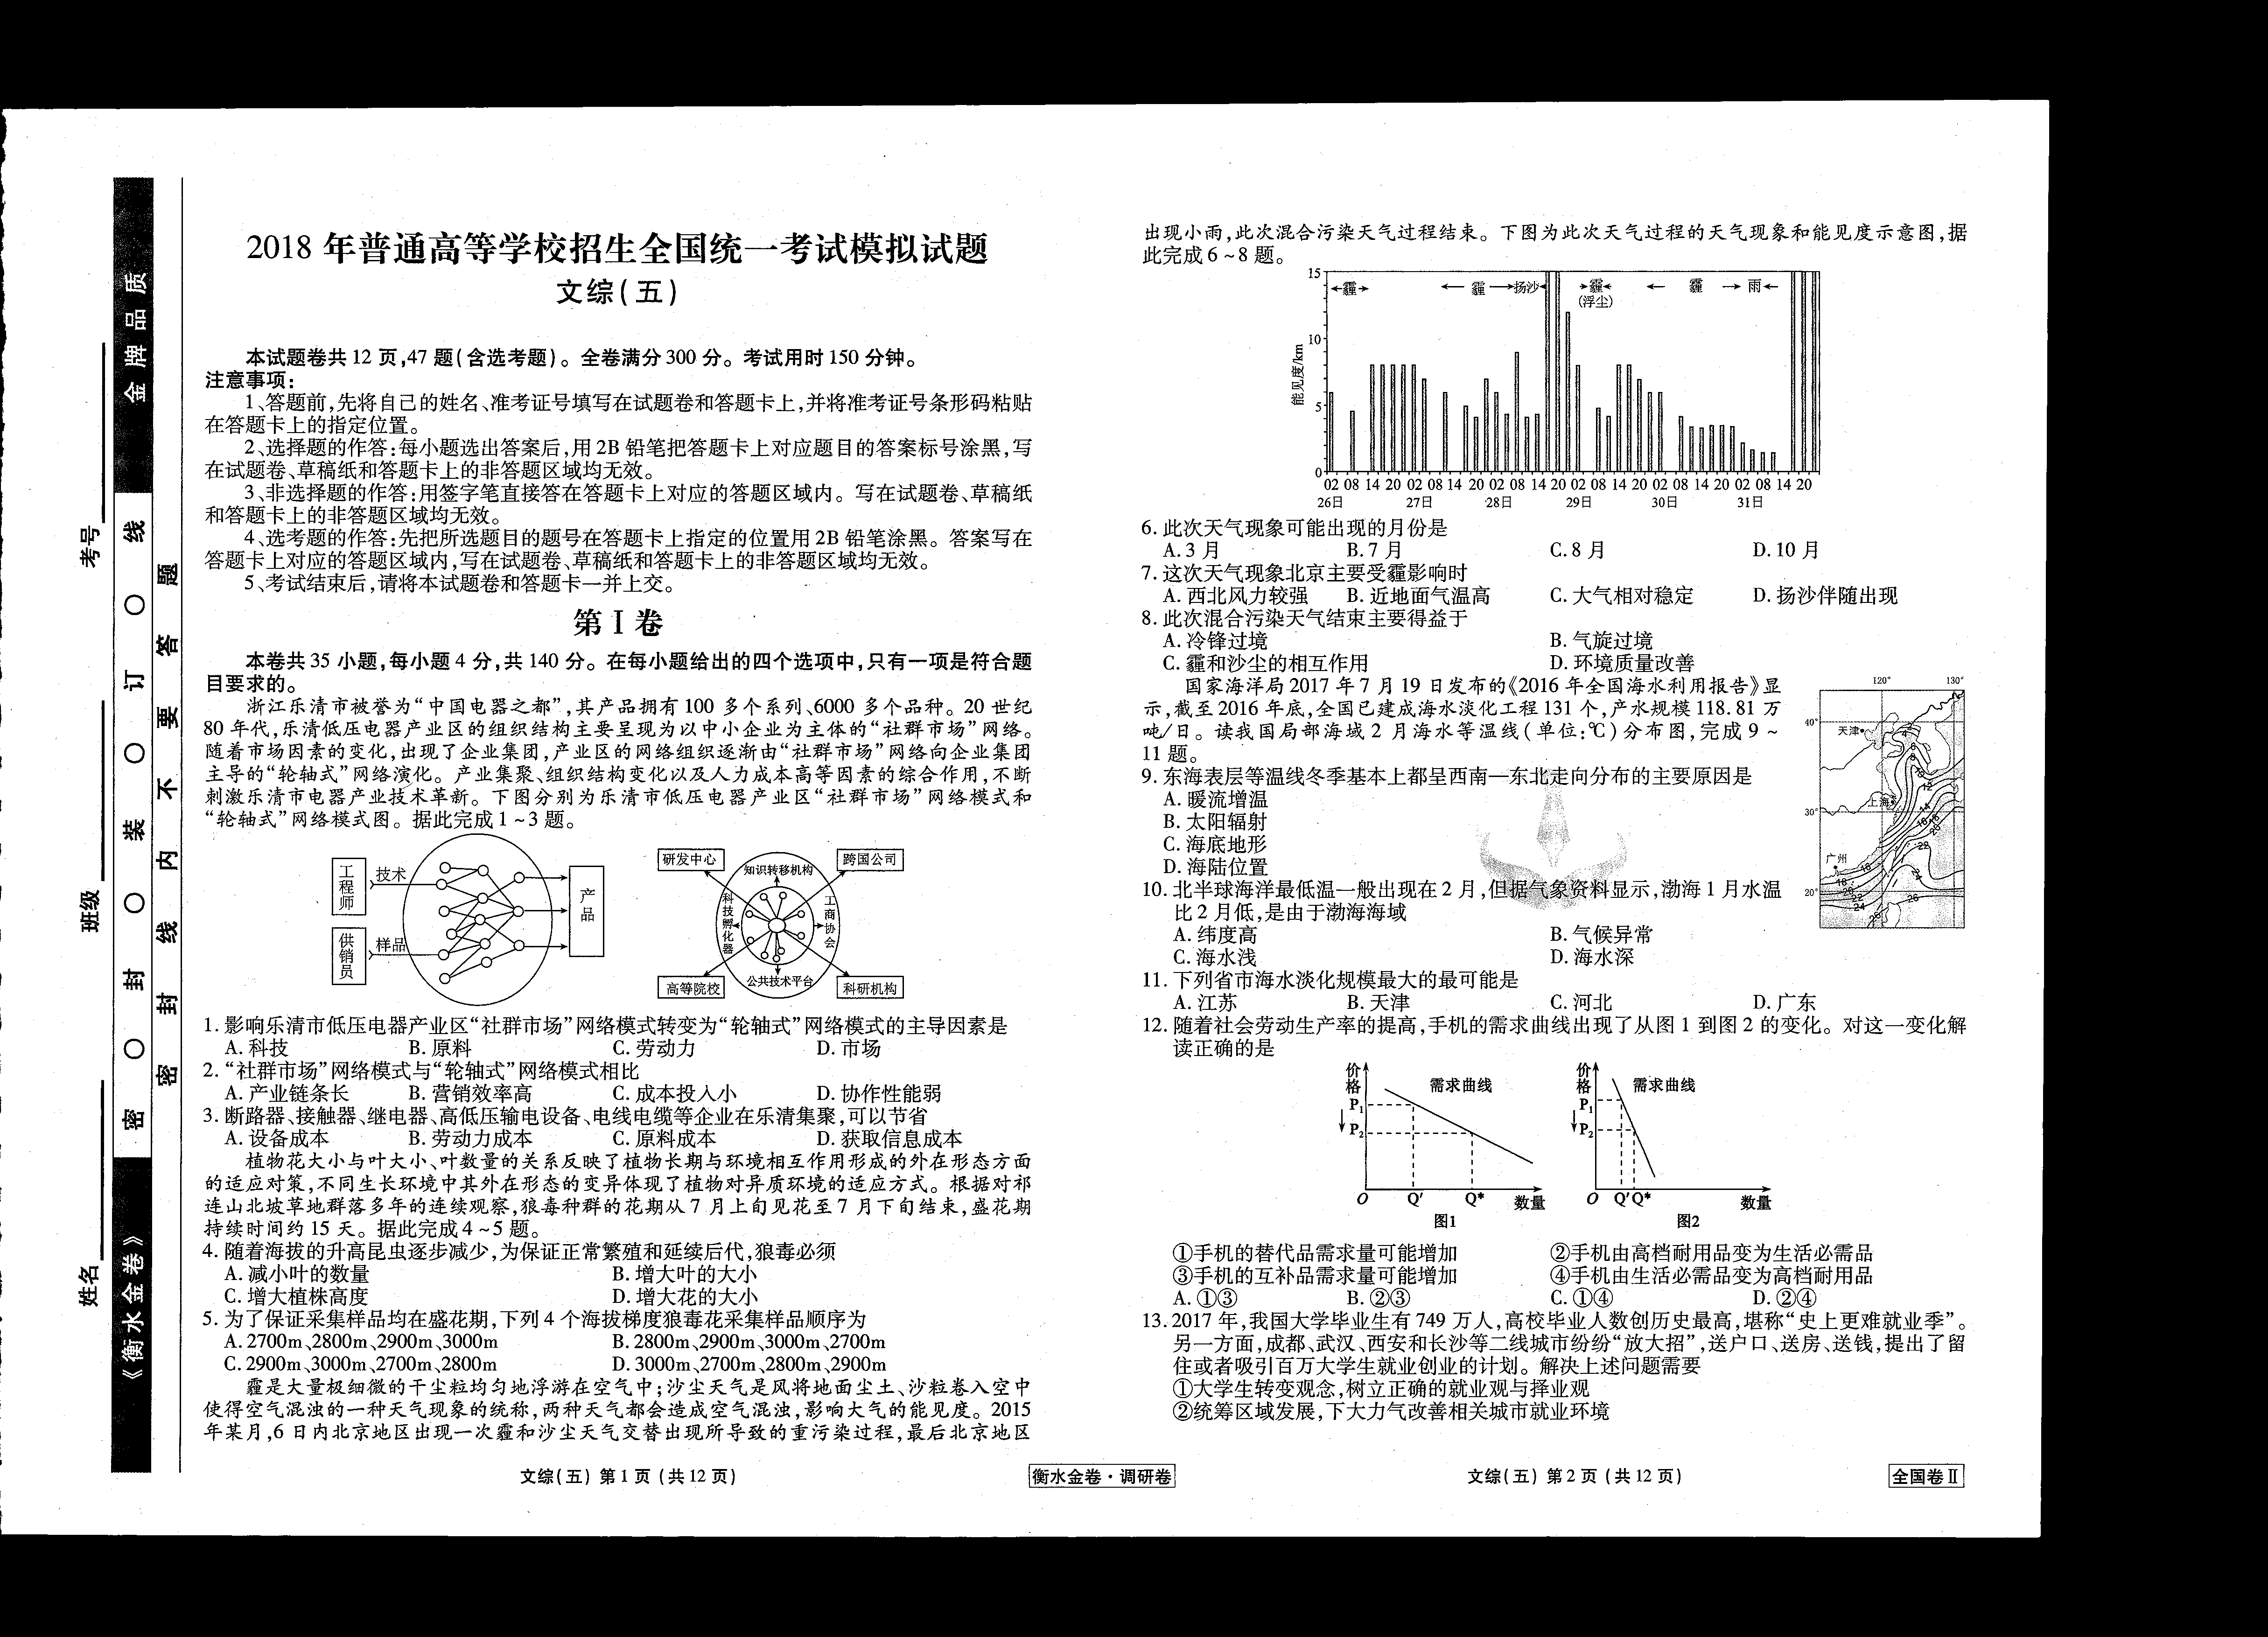 金牌品质
《衡水金卷》
考号
班级
姓名
密○封○装○订○线
密封线内不要答题
2018年普通高等学校招生全国统一考试模拟试题
文综(五)
本试题卷共12页,47题(含选考题)。全卷满分300分。考试用时150分钟。
注意事项:
1、答题前,先将自己的姓名、准考证号填写在试题卷和答题卡上,并将准考证号条形码粘贴
在答题卡上的指定位置。
2、选择题的作答:每小题选出答案后,用2B铅笔把答题卡上对应题目的答案标号涂黑,写
在试题卷、草稿纸和答题卡上的非答题区域均无效。
3、非选择题的作答:用签字笔直接答在答题卡上对应的答题区域内。写在试题卷、草稿纸
和答题卡上的非答题区域均无效。
4、选考题的作答:先把所选题目的题号在答题卡上指定的位置用2B铅笔涂黑。答案写在
答题卡上对应的答题区域内,写在试题卷、草稿纸和答题卡上的非答题区域均无效。
5、考试结束后,请将本试题卷和答题卡一并上交。
第Ⅰ卷
本卷共35小题,每小题4分,共140分。在每小题给出的四个选项中,只有一项是符合题
目要求的。
浙江乐清市被誉为“中国电器之都”,其产品拥有100多个系列、6000多个品种。20世纪
80年代,乐清低压电器产业区的组织结构主要呈现为以中小企业为主体的“社群市场”网络。
随着市场因素的变化,出现了企业集团,产业区的网络组织逐渐由“社群市场”网络向企业集团
主导的“轮轴式”网络演化。产业集聚、组织结构变化以及人力成本高等因素的综合作用,不断
刺激乐清市电器产业技术革新。下图分别为乐清市低压电器产业区“社群市场”网络模式和
“轮轴式”网络模式图。据此完成1~3题。
工程师
技术
供销员
样品
产品
研发中心
跨国公司
知识转移机构
科技孵化器
工商协会
公共技术平台
高等院校
科研机构
1. 影响乐清市低压电器产业区“社群市场”网络模式转变为“轮轴式”网络模式的主导因素是
A. 科技 B. 原料 C. 劳动力 D. 市场
2. “社群市场”网络模式与“轮轴式”网络模式相比
A. 产业链条长 B. 营销效率高 C. 成本投入小 D. 协作性能弱
3. 断路器、接触器、继电器、高低压输电设备、电线电缆等企业在乐清集聚,可以节省
A. 设备成本 B. 劳动力成本 C. 原料成本 D. 获取信息成本
植物花大小与叶大小、叶数量的关系反映了植物长期与环境相互作用形成的外在形态方面
的适应对策,不同生长环境中其外在形态的变异体现了植物对异质环境的适应方式。根据对祁
连山北坡草地群落多年的连续观察,狼毒种群的花期从7月上旬见花至7月下旬结束,盛花期
持续时间约15天。据此完成4~5题。
4. 随着海拔的升高昆虫逐步减少,为保证正常繁殖和延续后代,狼毒必须
A. 减小叶的数量 B. 增大叶的大小
C. 增大植株高度 D. 增大花的大小
5. 为了保证采集样品均在盛花期,下列4个海拔梯度狼毒花采集样品顺序为
A. 2700m、2800m、2900m、3000m B. 2800m、2900m、3000m、2700m
C. 2900m、3000m、2700m、2800m D. 3000m、2700m、2800m、2900m
霾是大量极细微的干尘粒均匀地浮游在空气中;沙尘天气是风将地面尘土、沙粒卷入空中
使得空气混浊的一种天气现象的统称,两种天气都会造成空气混浊,影响大气的能见度。2015
年某月,6日内北京地区出现一次霾和沙尘天气交替出现所导致的重污染过程,最后北京地区
文综(五) 第1页 (共12页)
衡水金卷·调研卷
出现小雨,此次混合污染天气过程结束。下图为此次天气过程的天气现象和能见度示意图,据
此完成6~8题。
能见度/km
15
10
5
0
霾 霾 扬沙 霾 (浮尘) 霾 雨
02 08 14 20 02 08 14 20 02 08 14 20 02 08 14 20 02 08 14 20 02 08 14 20
26日 27日 28日 29日 30日 31日
6. 此次天气现象可能出现的月份是
A. 3月 B. 7月 C. 8月 D. 10月
7. 这次天气现象北京主要受霾影响时
A. 西北风力较强 B. 近地面气温高 C. 大气相对稳定 D. 扬沙伴随出现
8. 此次混合污染天气结束主要得益于
A. 冷锋过境 B. 气旋过境
C. 霾和沙尘的相互作用 D. 环境质量改善
国家海洋局2017年7月19日发布的《2016年全国海水利用报告》显
示,截至2016年底,全国已建成海水淡化工程131个,产水规模118.81万
吨/日。读我国局部海域2月海水等温线(单位:℃)分布图,完成9~
11题。
120° 130°
40°
30°
20°
天津
上海
广州
9. 东海表层等温线冬季基本上都呈西南—东北走向分布的主要原因是
A. 暖流增温
B. 太阳辐射
C. 海底地形
D. 海陆位置
10. 北半球海洋最低温一般出现在2月,但据气象资料显示,渤海1月水温
比2月低,是由于渤海海域
A. 纬度高 B. 气候异常
C. 海水浅 D. 海水深
11. 下列省市海水淡化规模最大的最可能是
A. 江苏 B. 天津 C. 河北 D. 广东
12. 随着社会劳动生产率的提高,手机的需求曲线出现了从图1到图2的变化。对这一变化解
读正确的是
价格 需求曲线 P₁ P₂ O Q′ Q* 数量
图1
价格 需求曲线 P₁ P₂ O Q′ Q* 数量
图2
①手机的替代品需求量可能增加 ②手机由高档耐用品变为生活必需品
③手机的互补品需求量可能增加 ④手机由生活必需品变为高档耐用品
A. ①③ B. ②③ C. ①④ D. ②④
13. 2017年,我国大学毕业生有749万人,高校毕业人数创历史最高,堪称“史上更难就业季”。
另一方面,成都、武汉、西安和长沙等二线城市纷纷“放大招”,送户口、送房、送钱,提出了留
住或者吸引百万大学生就业创业的计划。解决上述问题需要
①大学生转变观念,树立正确的就业观与择业观
②统筹区域发展,下大力气改善相关城市就业环境
文综(五) 第2页 (共12页)
全国卷Ⅱ